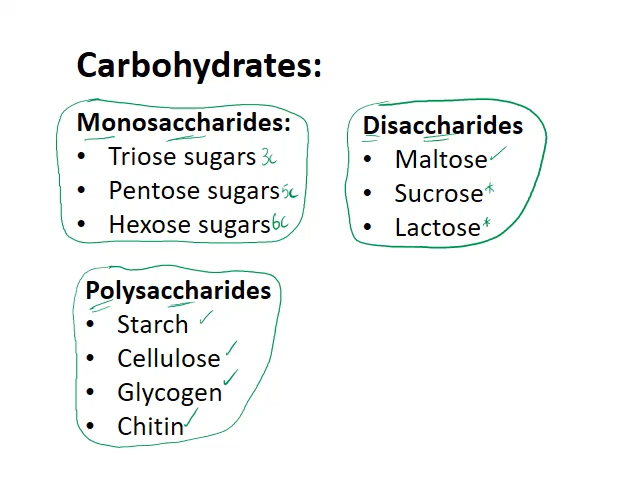 Carbohydrates:
Monosaccharides:
• Triose sugars 3c
• Pentose sugars 5c
• Hexose sugars 6c
Disaccharides
• Maltose ✓
• Sucrose *
• Lactose *
Polysaccharides
• Starch ✓
• Cellulose ✓
• Glycogen ✓
• Chitin ✓